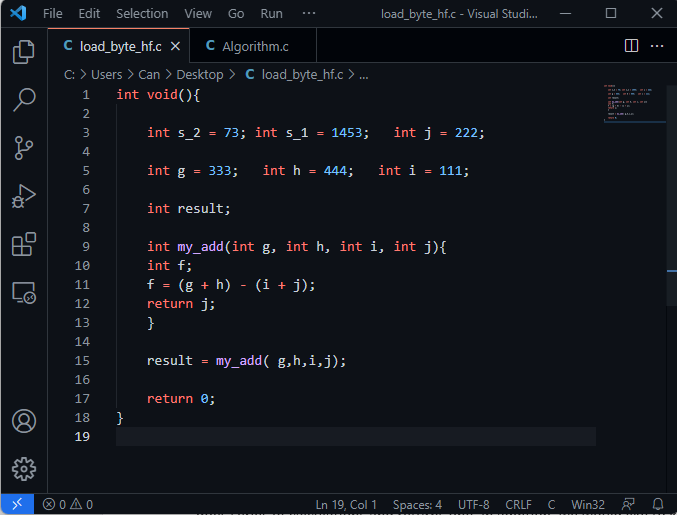 File Edit Selection View Go Run ··· load_byte_hf.c - Visual Studi...
C load_byte_hf.c × C Algorithm.c ···
C: > Users > Can > Desktop > C load_byte_hf.c > ...
1 int void(){
2
3 int s_2 = 73; int s_1 = 1453; int j = 222;
4
5 int g = 333; int h = 444; int i = 111;
6
7 int result;
8
9 int my_add(int g, int h, int i, int j){
10 int f;
11 f = (g + h) - (i + j);
12 return j;
13 }
14
15 result = my_add( g,h,i,j);
16
17 return 0;
18 }
19
0 0 Ln 19, Col 1 Spaces: 4 UTF-8 CRLF C Win32